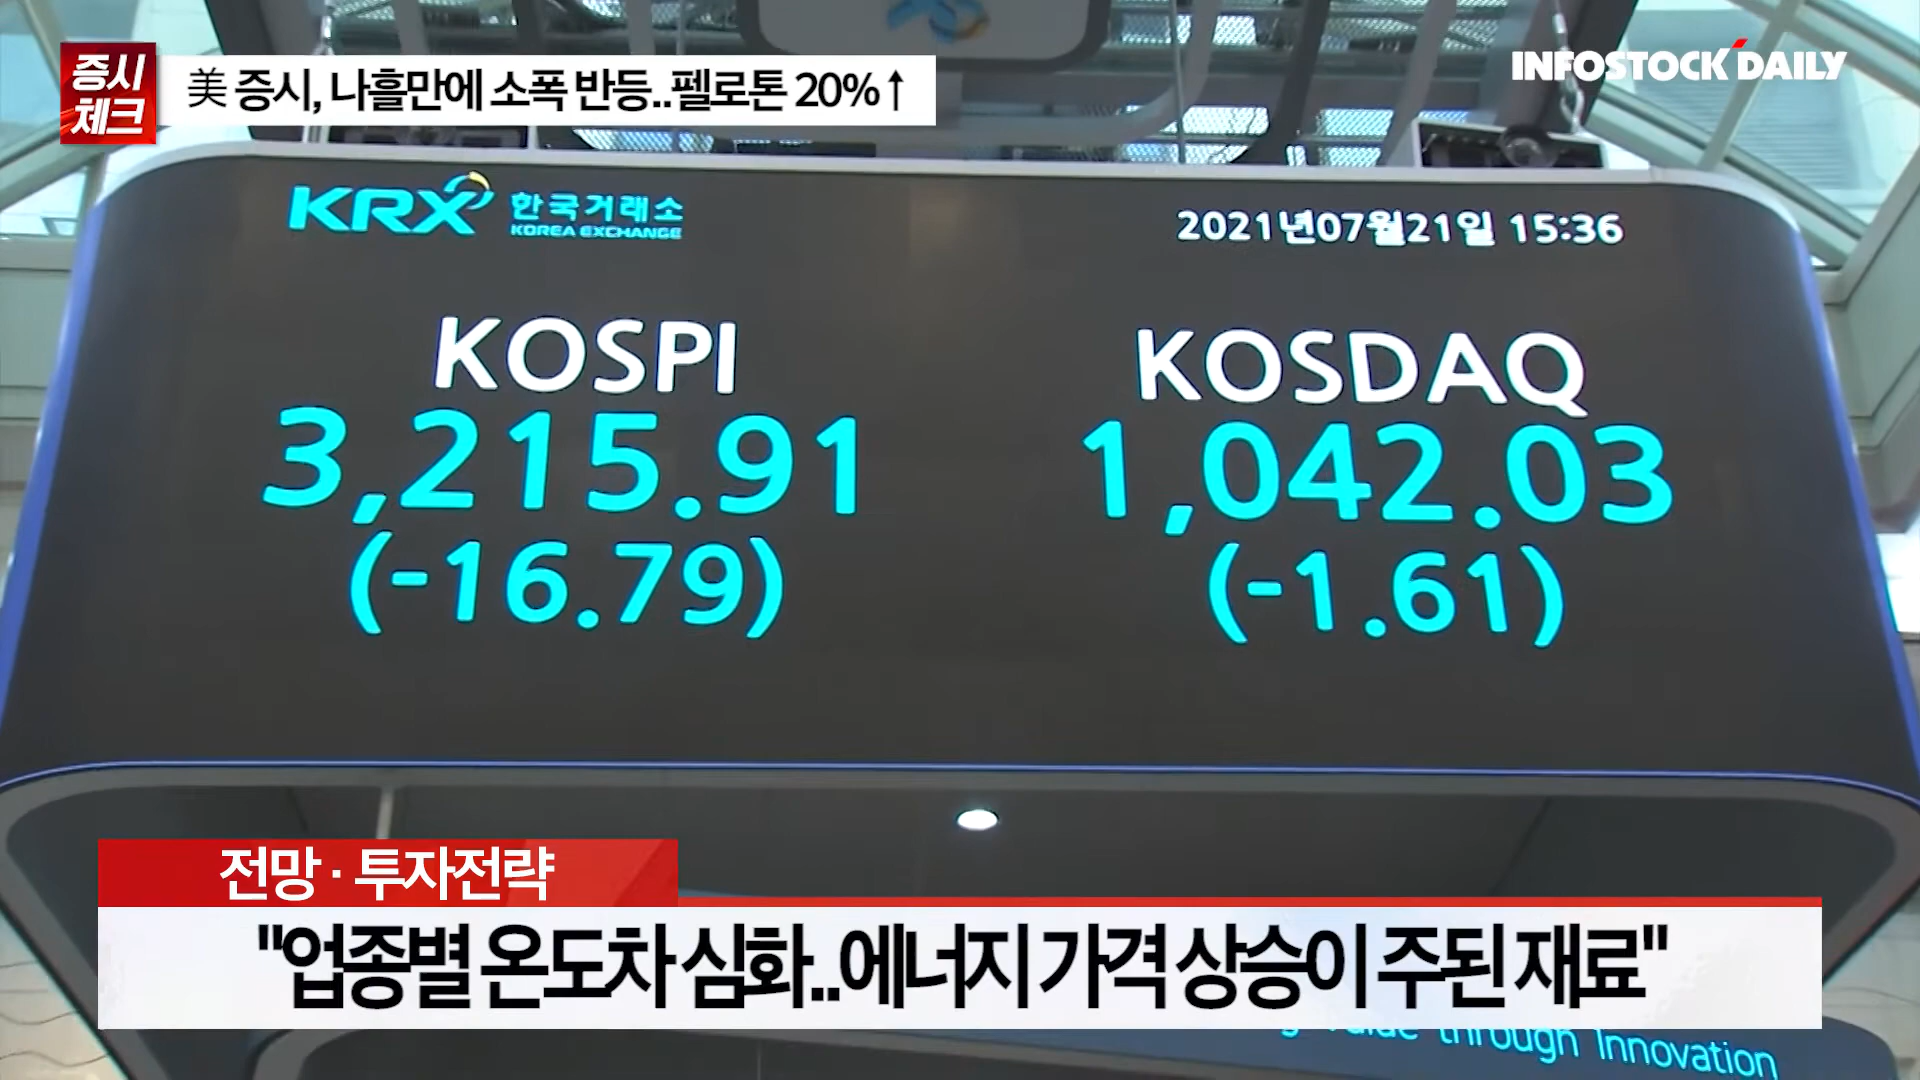 증시
체크
美 증시, 나흘만에 소폭 반등..펠로톤 20%↑
INFOSTOCK DAILY
KRX 한국거래소
KOREA EXCHANGE
2021년07월21일 15:36
KOSPI
3,215.91
(-16.79)
KOSDAQ
1,042.03
(-1.61)
전망·투자전략
"업종별 온도차 심화..에너지 가격 상승이 주된 재료"
through Innovation